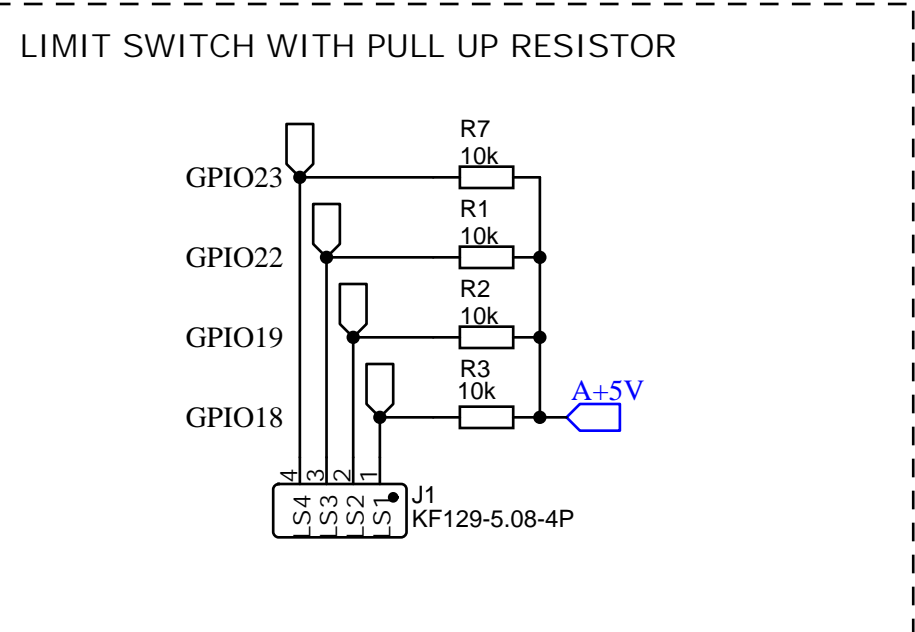 LIMIT SWITCH WITH PULL UP RESISTOR
R7
10k
GPIO23
R1
10k
GPIO22
R2
10k
GPIO19
R3
10k
A+5V
GPIO18
4 3 2 1
LS4 LS3 LS2 LS1
J1
KF129-5.08-4P